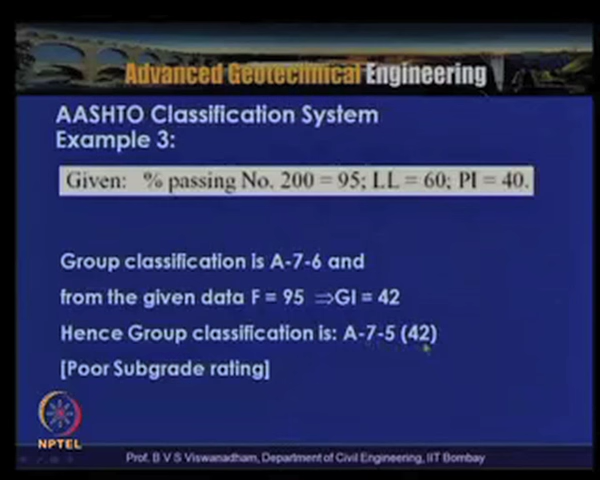 Advanced Geotechnical Engineering
AASHTO Classification System
Example 3:
Given: % passing No. 200 = 95; LL = 60; PI = 40.
Group classification is A-7-6 and
from the given data F = 95 ⇒GI = 42
Hence Group classification is: A-7-5 (42)
[Poor Subgrade rating]
NPTEL
Prof. B V S Viswanadham, Department of Civil Engineering, IIT Bombay